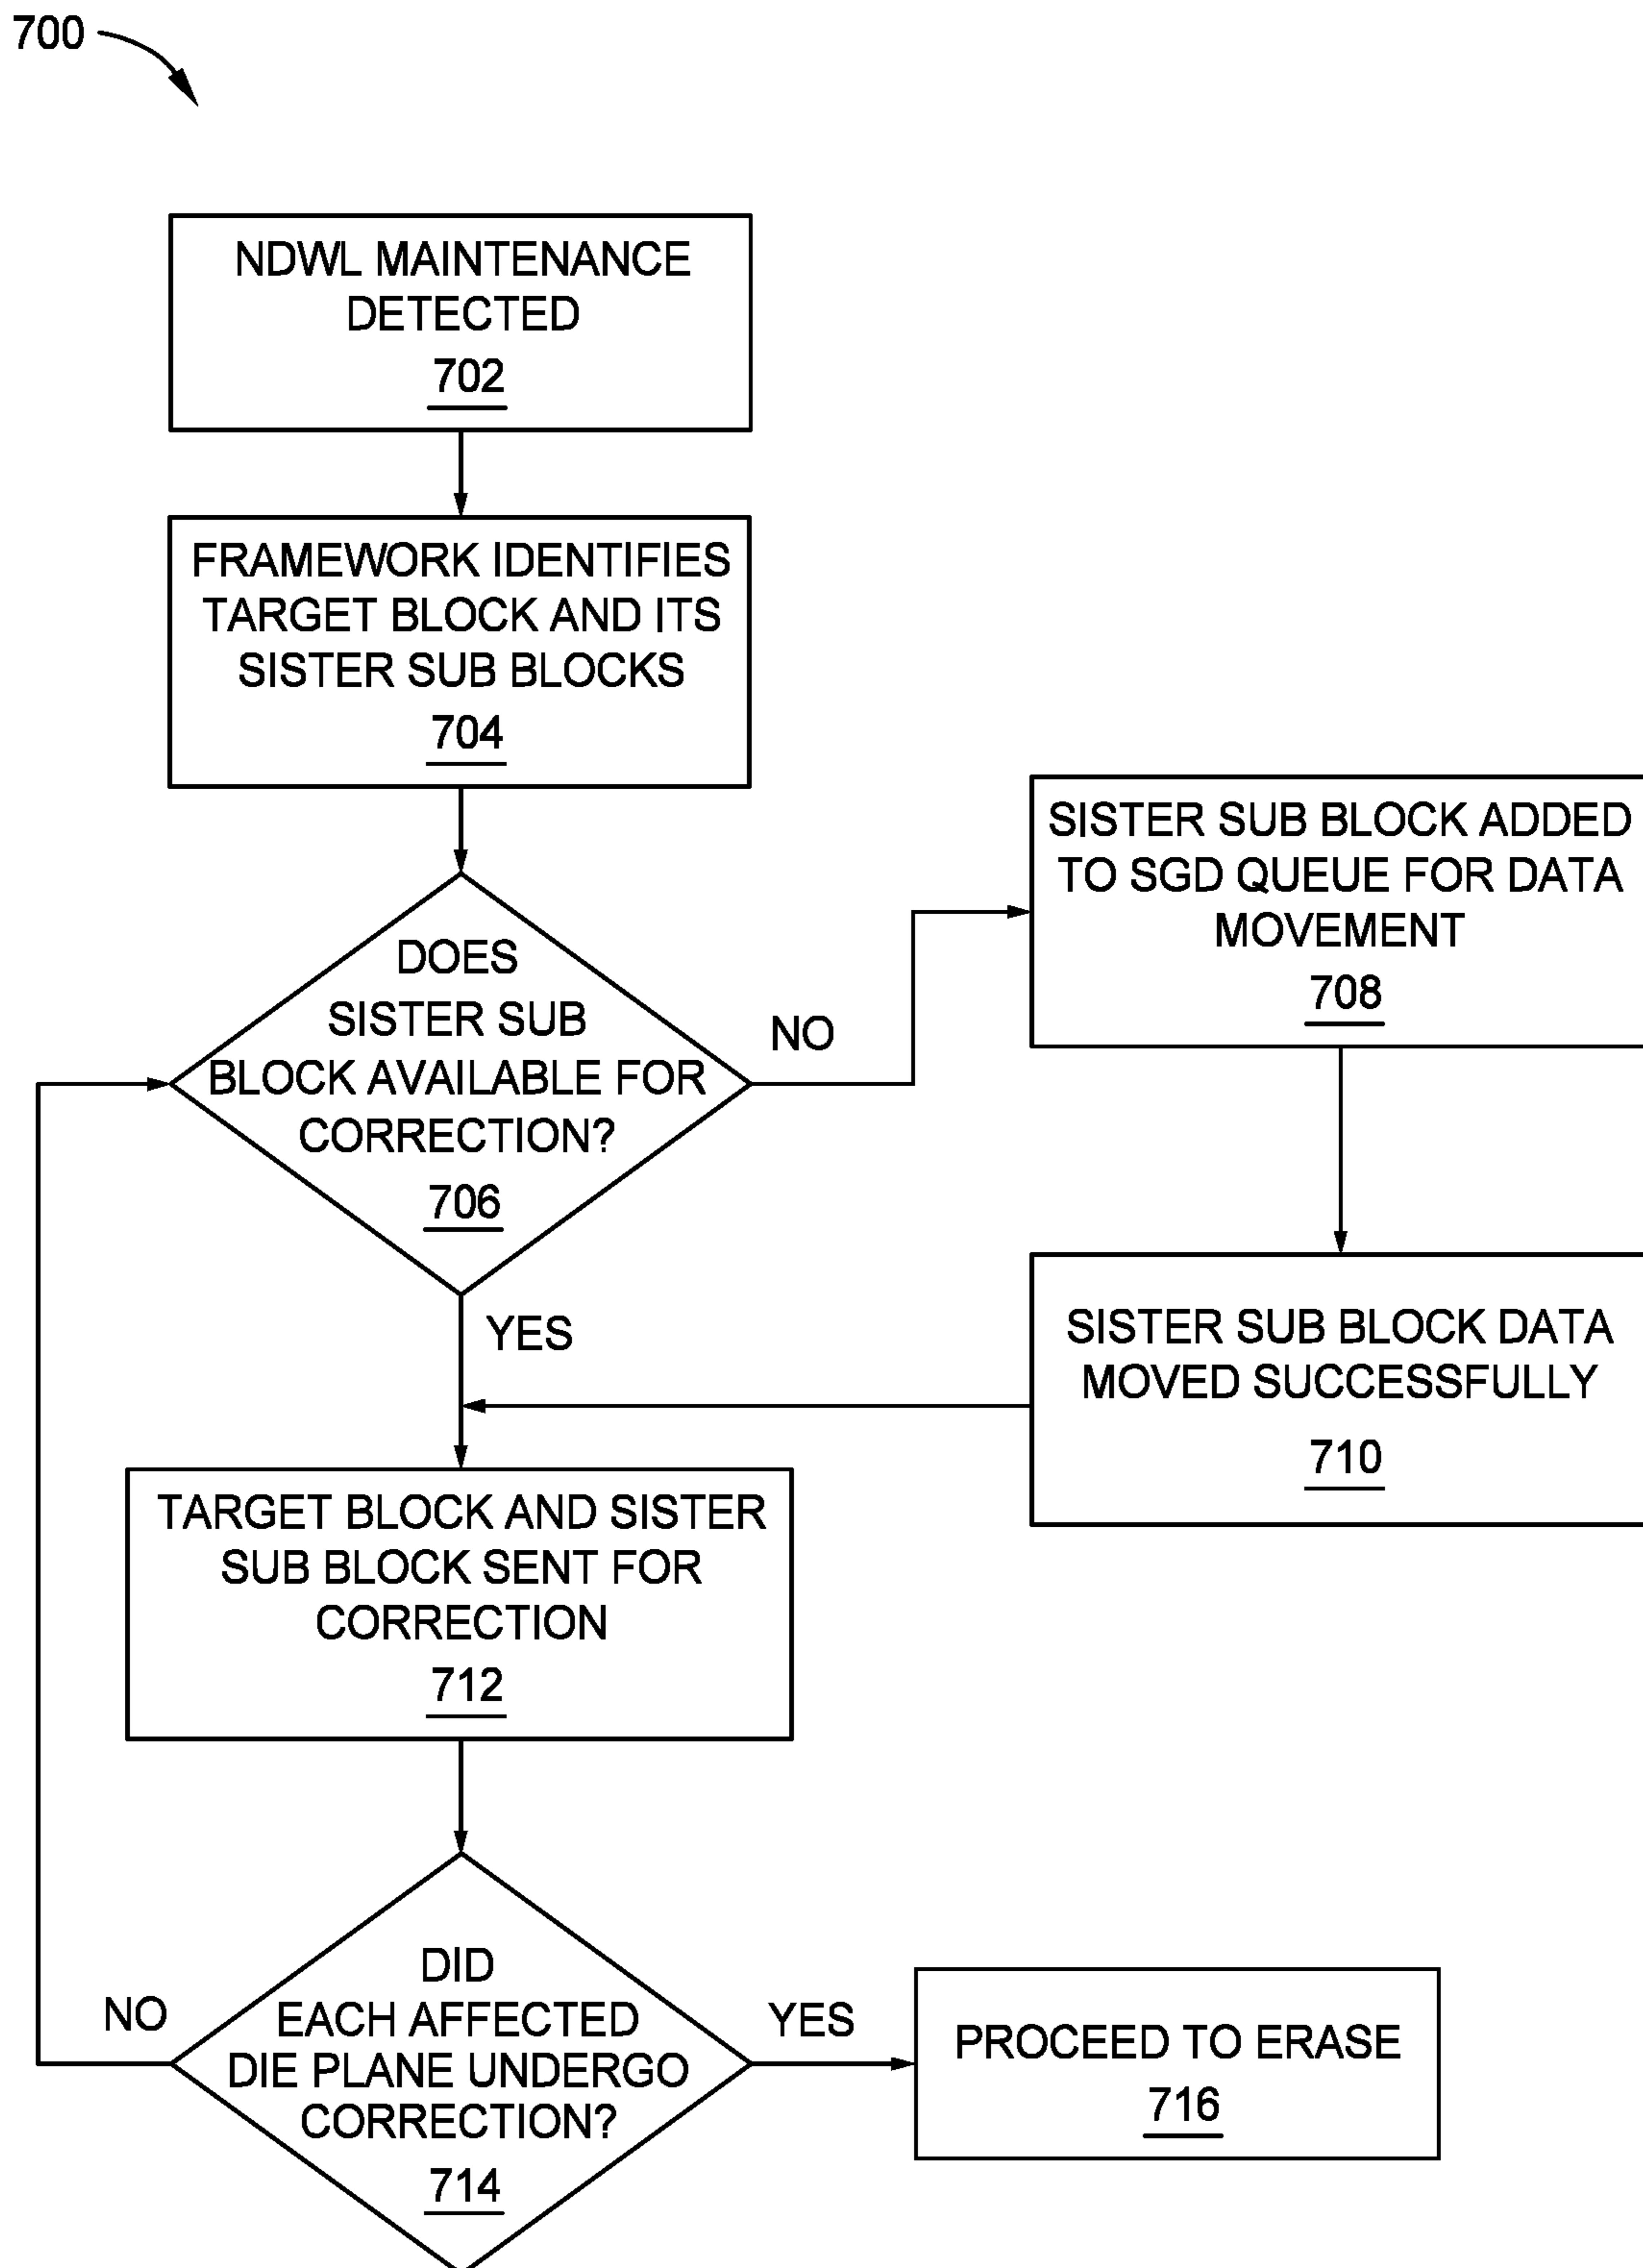 700
NDWL MAINTENANCE
DETECTED
702
FRAMEWORK IDENTIFIES
TARGET BLOCK AND ITS
SISTER SUB BLOCKS
704
DOES
SISTER SUB
BLOCK AVAILABLE FOR
CORRECTION?
706
NO
SISTER SUB BLOCK ADDED
TO SGD QUEUE FOR DATA
MOVEMENT
708
YES
SISTER SUB BLOCK DATA
MOVED SUCCESSFULLY
710
TARGET BLOCK AND SISTER
SUB BLOCK SENT FOR
CORRECTION
712
DID
EACH AFFECTED
DIE PLANE UNDERGO
CORRECTION?
714
NO
YES
PROCEED TO ERASE
716